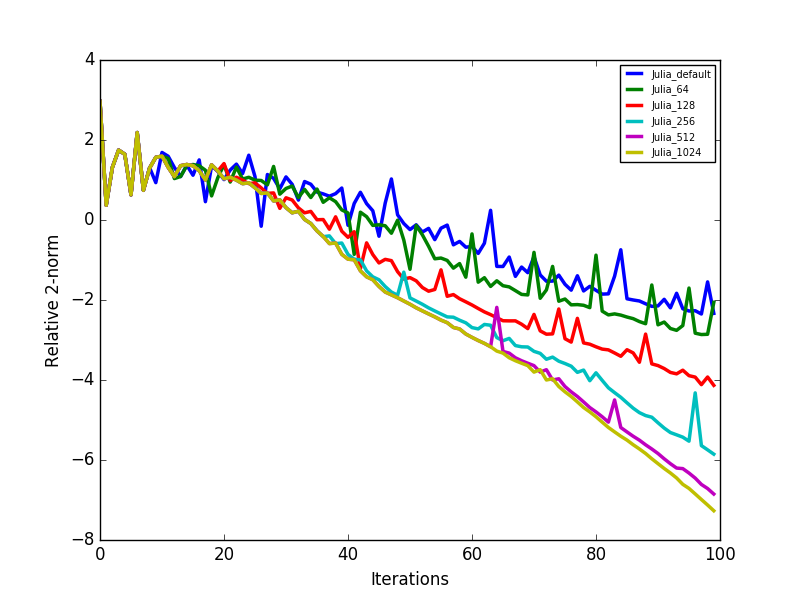 4
2
0
−2
−4
−6
−8
0 20 40 60 80 100
Relative 2-norm
Iterations
Julia_default
Julia_64
Julia_128
Julia_256
Julia_512
Julia_1024